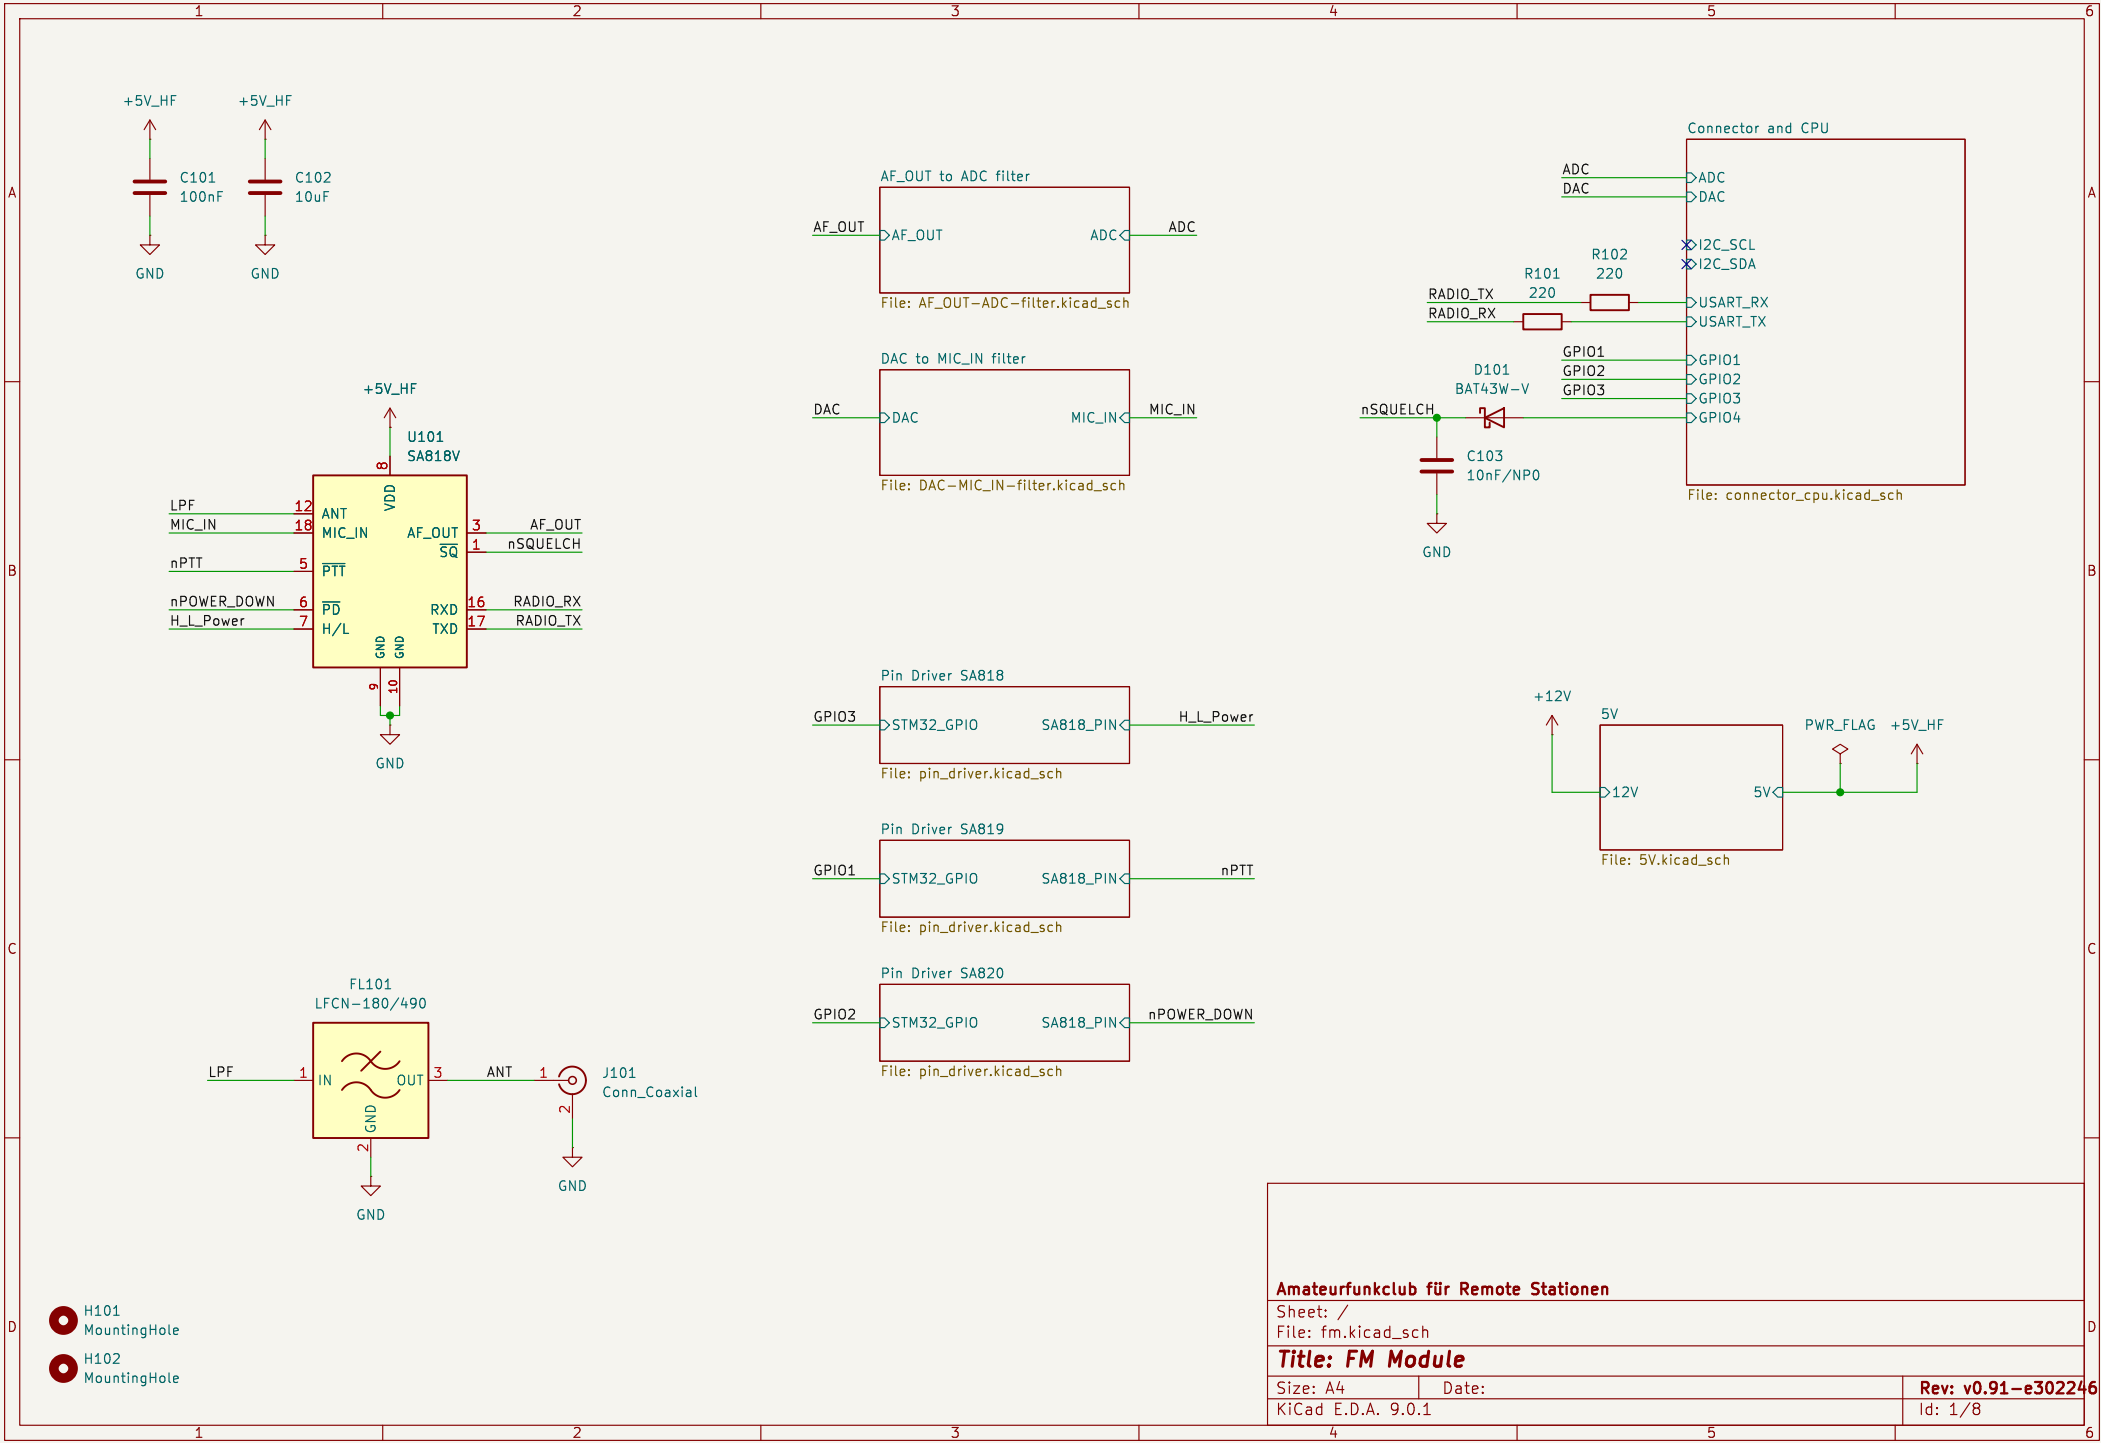 1 2 3 4 5 6
+5V_HF +5V_HF
C101
100nF
C102
10uF
GND GND
A A
AF_OUT to ADC filter
AF_OUT AF_OUT ADC ADC
File: AF_OUT-ADC-filter.kicad_sch
DAC to MIC_IN filter
DAC DAC MIC_IN MIC_IN
File: DAC-MIC_IN-filter.kicad_sch
Connector and CPU
ADC ADC
DAC DAC
I2C_SCL
I2C_SDA
R102
220
R101
220
RADIO_TX USART_RX
RADIO_RX USART_TX
GPIO1 GPIO1
GPIO2 GPIO2
GPIO3 GPIO3
D101
BAT43W-V
nSQUELCH GPIO4
C103
10nF/NP0
GND
File: connector_cpu.kicad_sch
+5V_HF
U101
SA818V
8
VDD
LPF 12 ANT
MIC_IN 18 MIC_IN
AF_OUT 3 AF_OUT
SQ 1 nSQUELCH
nPTT 5 PTT
nPOWER_DOWN 6 PD
H_L_Power 7 H/L
RXD 16 RADIO_RX
TXD 17 RADIO_TX
GND GND
9 10
GND
B B
Pin Driver SA818
GPIO3 STM32_GPIO SA818_PIN H_L_Power
File: pin_driver.kicad_sch
Pin Driver SA819
GPIO1 STM32_GPIO SA818_PIN nPTT
File: pin_driver.kicad_sch
Pin Driver SA820
GPIO2 STM32_GPIO SA818_PIN nPOWER_DOWN
File: pin_driver.kicad_sch
+12V
5V
PWR_FLAG +5V_HF
12V 5V
File: 5V.kicad_sch
C C
FL101
LFCN-180/490
LPF 1 IN OUT 3 ANT 1
GND
2
GND
J101
Conn_Coaxial
2
GND
H101
MountingHole
H102
MountingHole
D D
Amateurfunkclub für Remote Stationen
Sheet: /
File: fm.kicad_sch
Title: FM Module
Size: A4 Date: Rev: v0.91-e302246
KiCad E.D.A. 9.0.1 Id: 1/8
1 2 3 4 5 6